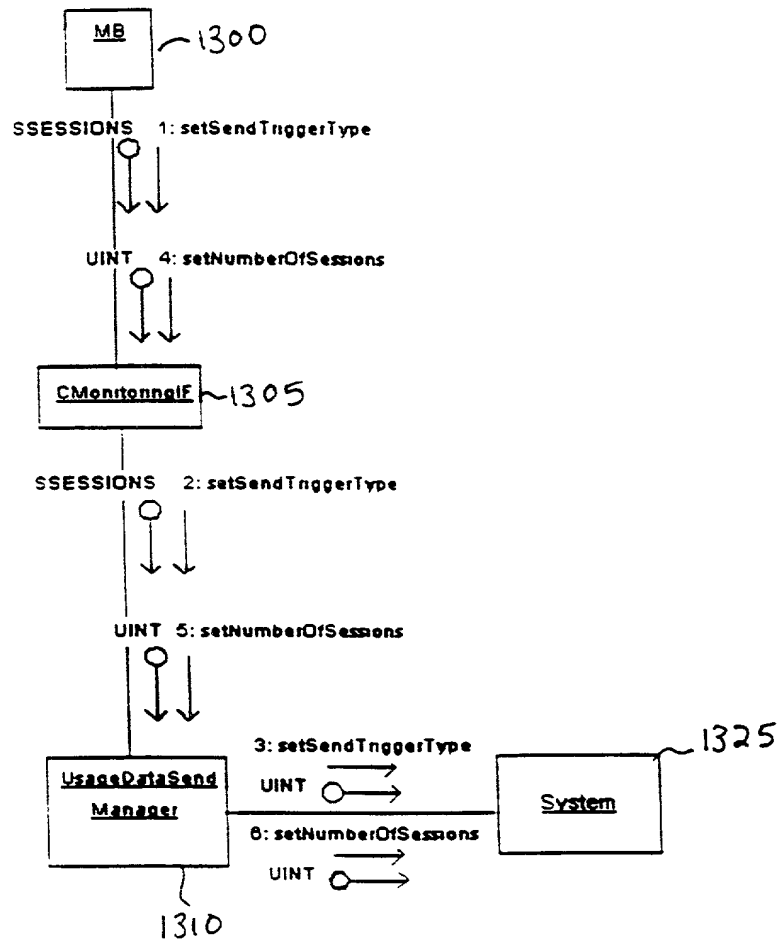 MB
1300
SSESSIONS 1: setSendTriggerType
UINT 4: setNumberOfSessions
CMonitoringIF
1305
SSESSIONS 2: setSendTriggerType
UINT 5: setNumberOfSessions
3: setSendTriggerType
1325
UsageDataSend
UINT
System
Manager
6: setNumberOfSessions
UINT
1310